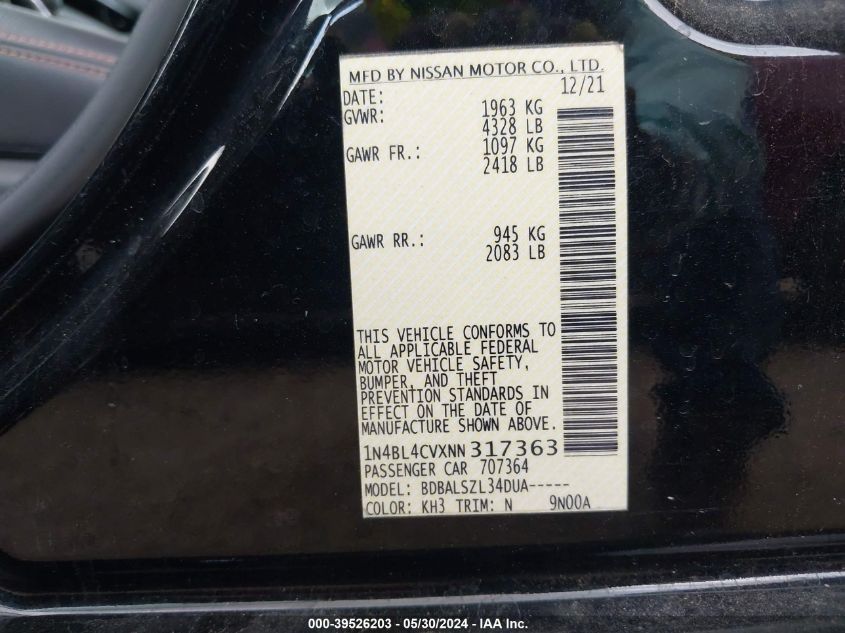 MFD BY NISSAN MOTOR CO., LTD.
DATE: 12/21
GVWR: 1963 KG
4328 LB
GAWR FR.: 1097 KG
2418 LB
GAWR RR.: 945 KG
2083 LB
THIS VEHICLE CONFORMS TO
ALL APPLICABLE FEDERAL
MOTOR VEHICLE SAFETY,
BUMPER, AND THEFT
PREVENTION STANDARDS IN
EFFECT ON THE DATE OF
MANUFACTURE SHOWN ABOVE.
1N4BL4CVXNN317363
PASSENGER CAR 707364
MODEL: BDBALSZL34DUA-----
COLOR: KH3 TRIM: N 9N00A
000-39526203 - 05/30/2024 - IAA Inc.